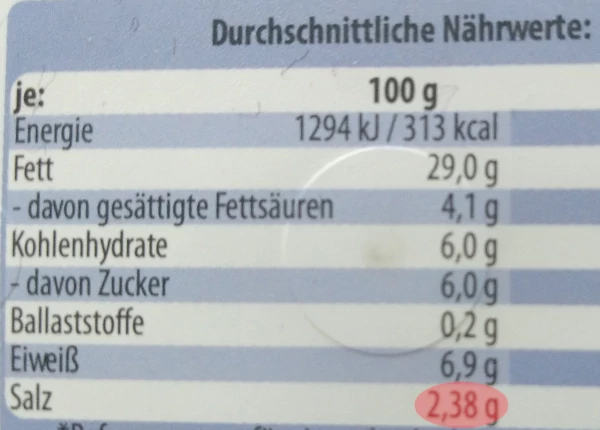 Durchschnittliche Nährwerte:
je: 100 g
Energie 1294 kJ / 313 kcal
Fett 29,0 g
- davon gesättigte Fettsäuren 4,1 g
Kohlenhydrate 6,0 g
- davon Zucker 6,0 g
Ballaststoffe 0,2 g
Eiweiß 6,9 g
Salz 2,38 g